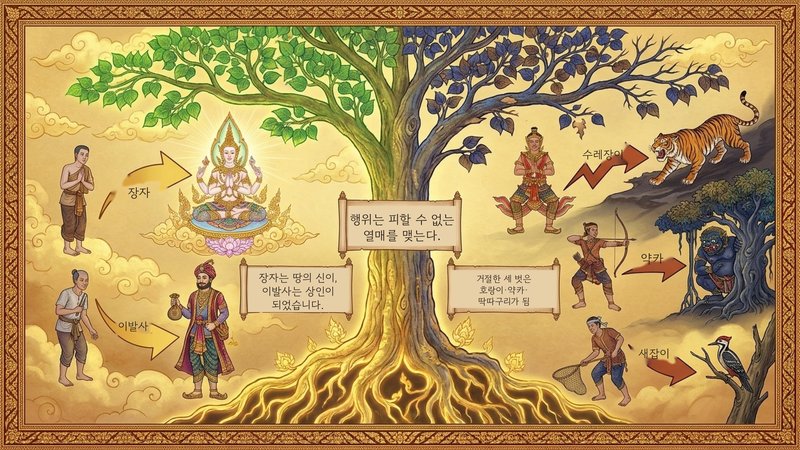 장자
이발사
장자는 땅의 신이,
이발사는 상인이
되었습니다.
행위는 피할 수 없는
열매를 맺는다.
거절한 세 벗은
호랑이·약카·
딱따구리가 됨
수레장이
약카
새잡이